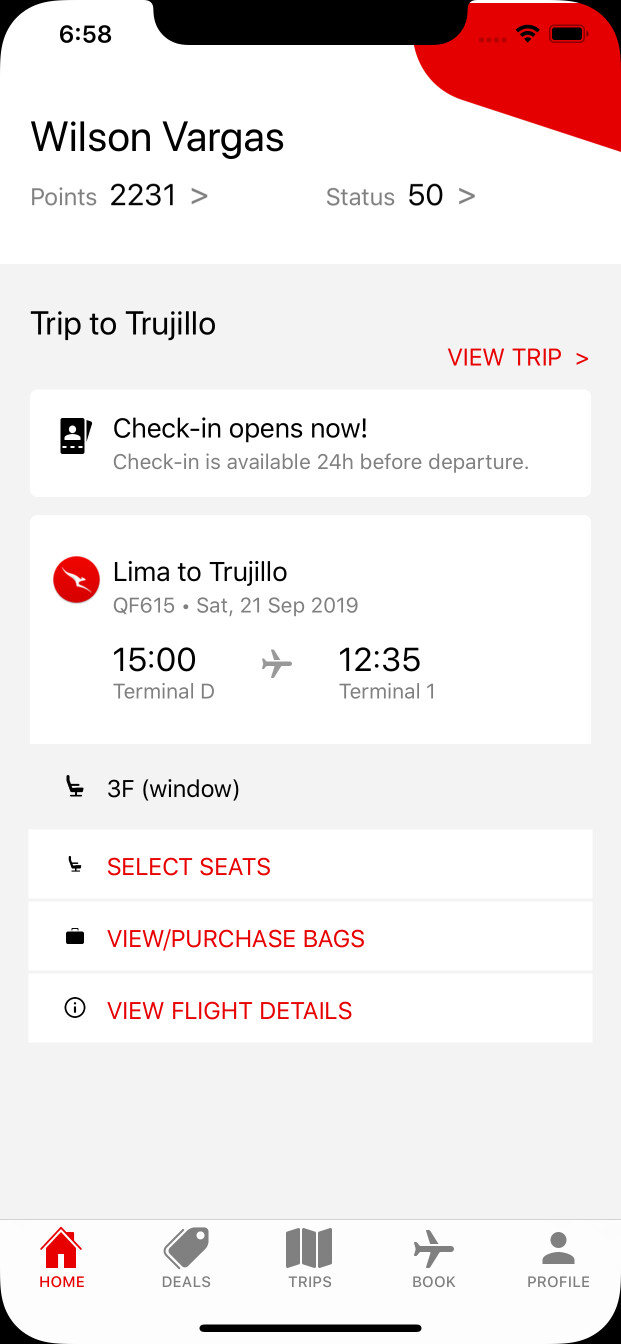 6:58
Wilson Vargas
Points 2231 > Status 50 >
Trip to Trujillo
VIEW TRIP >
Check-in opens now!
Check-in is available 24h before departure.
Lima to Trujillo
QF615 • Sat, 21 Sep 2019
15:00 12:35
Terminal D Terminal 1
3F (window)
SELECT SEATS
VIEW/PURCHASE BAGS
VIEW FLIGHT DETAILS
HOME DEALS TRIPS BOOK PROFILE